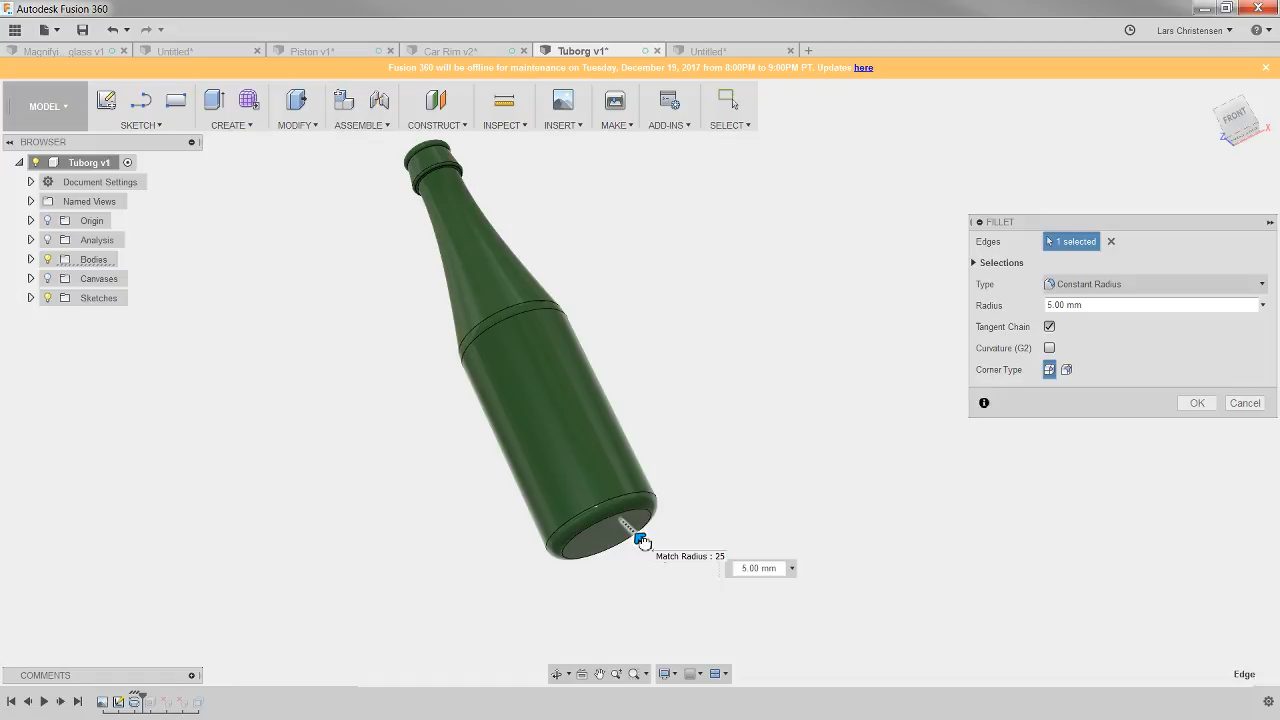 Autodesk Fusion 360
Lars Christensen
Magnifyi...glass v1
Untitled*
Piston v1*
Car Rim v2*
Tuborg v1*
Untitled*
Fusion 360 will be offline for maintenance on Tuesday, December 19, 2017 from 8:00PM to 9:00PM PT. Updates here
MODEL
SKETCH
CREATE
MODIFY
ASSEMBLE
CONSTRUCT
INSPECT
INSERT
MAKE
ADD-INS
SELECT
FRONT
X
Z
BROWSER
Tuborg v1
Document Settings
Named Views
Origin
Analysis
Bodies
Canvases
Sketches
FILLET
Edges 1 selected
Selections
Type Constant Radius
Radius 5.00 mm
Tangent Chain
Curvature (G2)
Corner Type
OK Cancel
Match Radius : 25
5.00 mm
COMMENTS
Edge